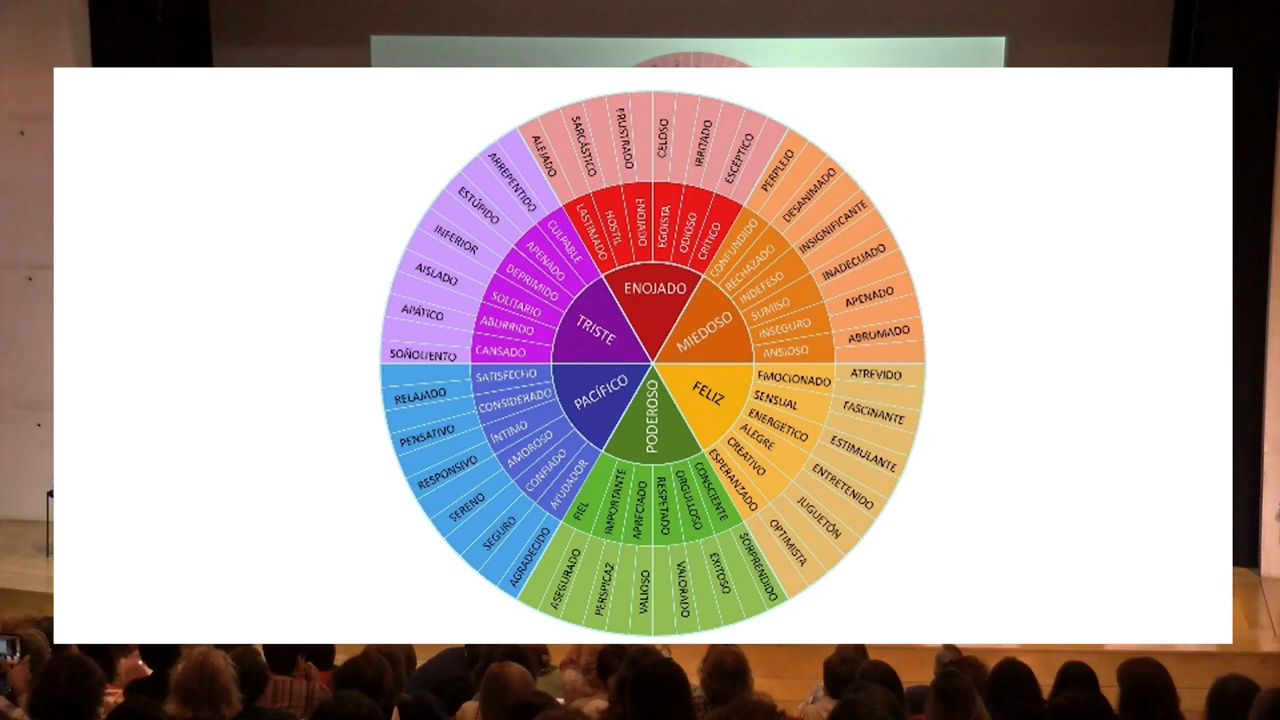 ENOJADO
MIEDOSO
FELIZ
PODEROSO
PACÍFICO
TRISTE
LASTIMADO
HOSTIL
ENOJADO
EGOISTA
ODIOSO
CRÍTICO
CONFUNDIDO
RECHAZADO
INDEFESO
SUMISO
INSEGURO
ANSIOSO
EMOCIONADO
SENSUAL
ENERGÉTICO
ALEGRE
CREATIVO
ESPERANZADO
CONSCIENTE
ORGULLOSO
RESPETADO
APRECIADO
IMPORTANTE
FIEL
AYUDADOR
CONFIADO
AMOROSO
ÍNTIMO
CONSIDERADO
SATISFECHO
CANSADO
ABURRIDO
SOLITARIO
DEPRIMIDO
APENADO
CULPABLE
ALEJADO
SARCÁSTICO
FRUSTRADO
CELOSO
IRRITADO
ESCÉPTICO
PERPLEJO
DESANIMADO
INSIGNIFICANTE
INADECUADO
APENADO
ABRUMADO
ATREVIDO
FASCINANTE
ESTIMULANTE
ENTRETENIDO
JUGUETÓN
OPTIMISTA
SORPRENDIDO
EXITOSO
VALORADO
VALIOSO
PERSPICAZ
ASEGURADO
AGRADECIDO
SEGURO
SERENO
RESPONSIVO
PENSATIVO
RELAJADO
SOÑOLIENTO
APÁTICO
AISLADO
INFERIOR
ESTÚPIDO
ARREPENTIDO